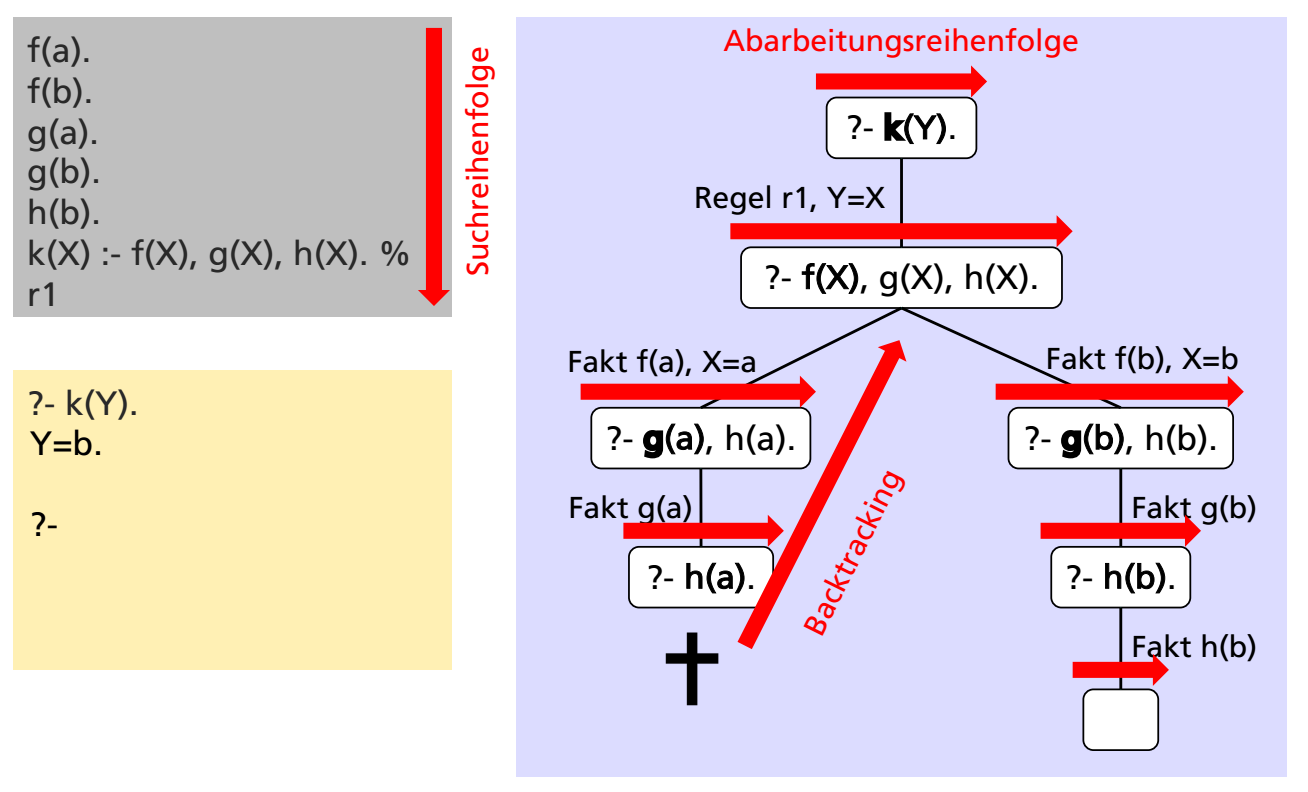 f(a).
f(b).
g(a).
g(b).
h(b).
k(X) :- f(X), g(X), h(X). %
r1
Suchreihenfolge
?- k(Y).
Y=b.
?-
Abarbeitungsreihenfolge
?- k(Y).
Regel r1, Y=X
?- f(X), g(X), h(X).
Fakt f(a), X=a
Fakt f(b), X=b
?- g(a), h(a).
?- g(b), h(b).
Fakt g(a)
Fakt g(b)
Backtracking
?- h(a).
?- h(b).
Fakt h(b)